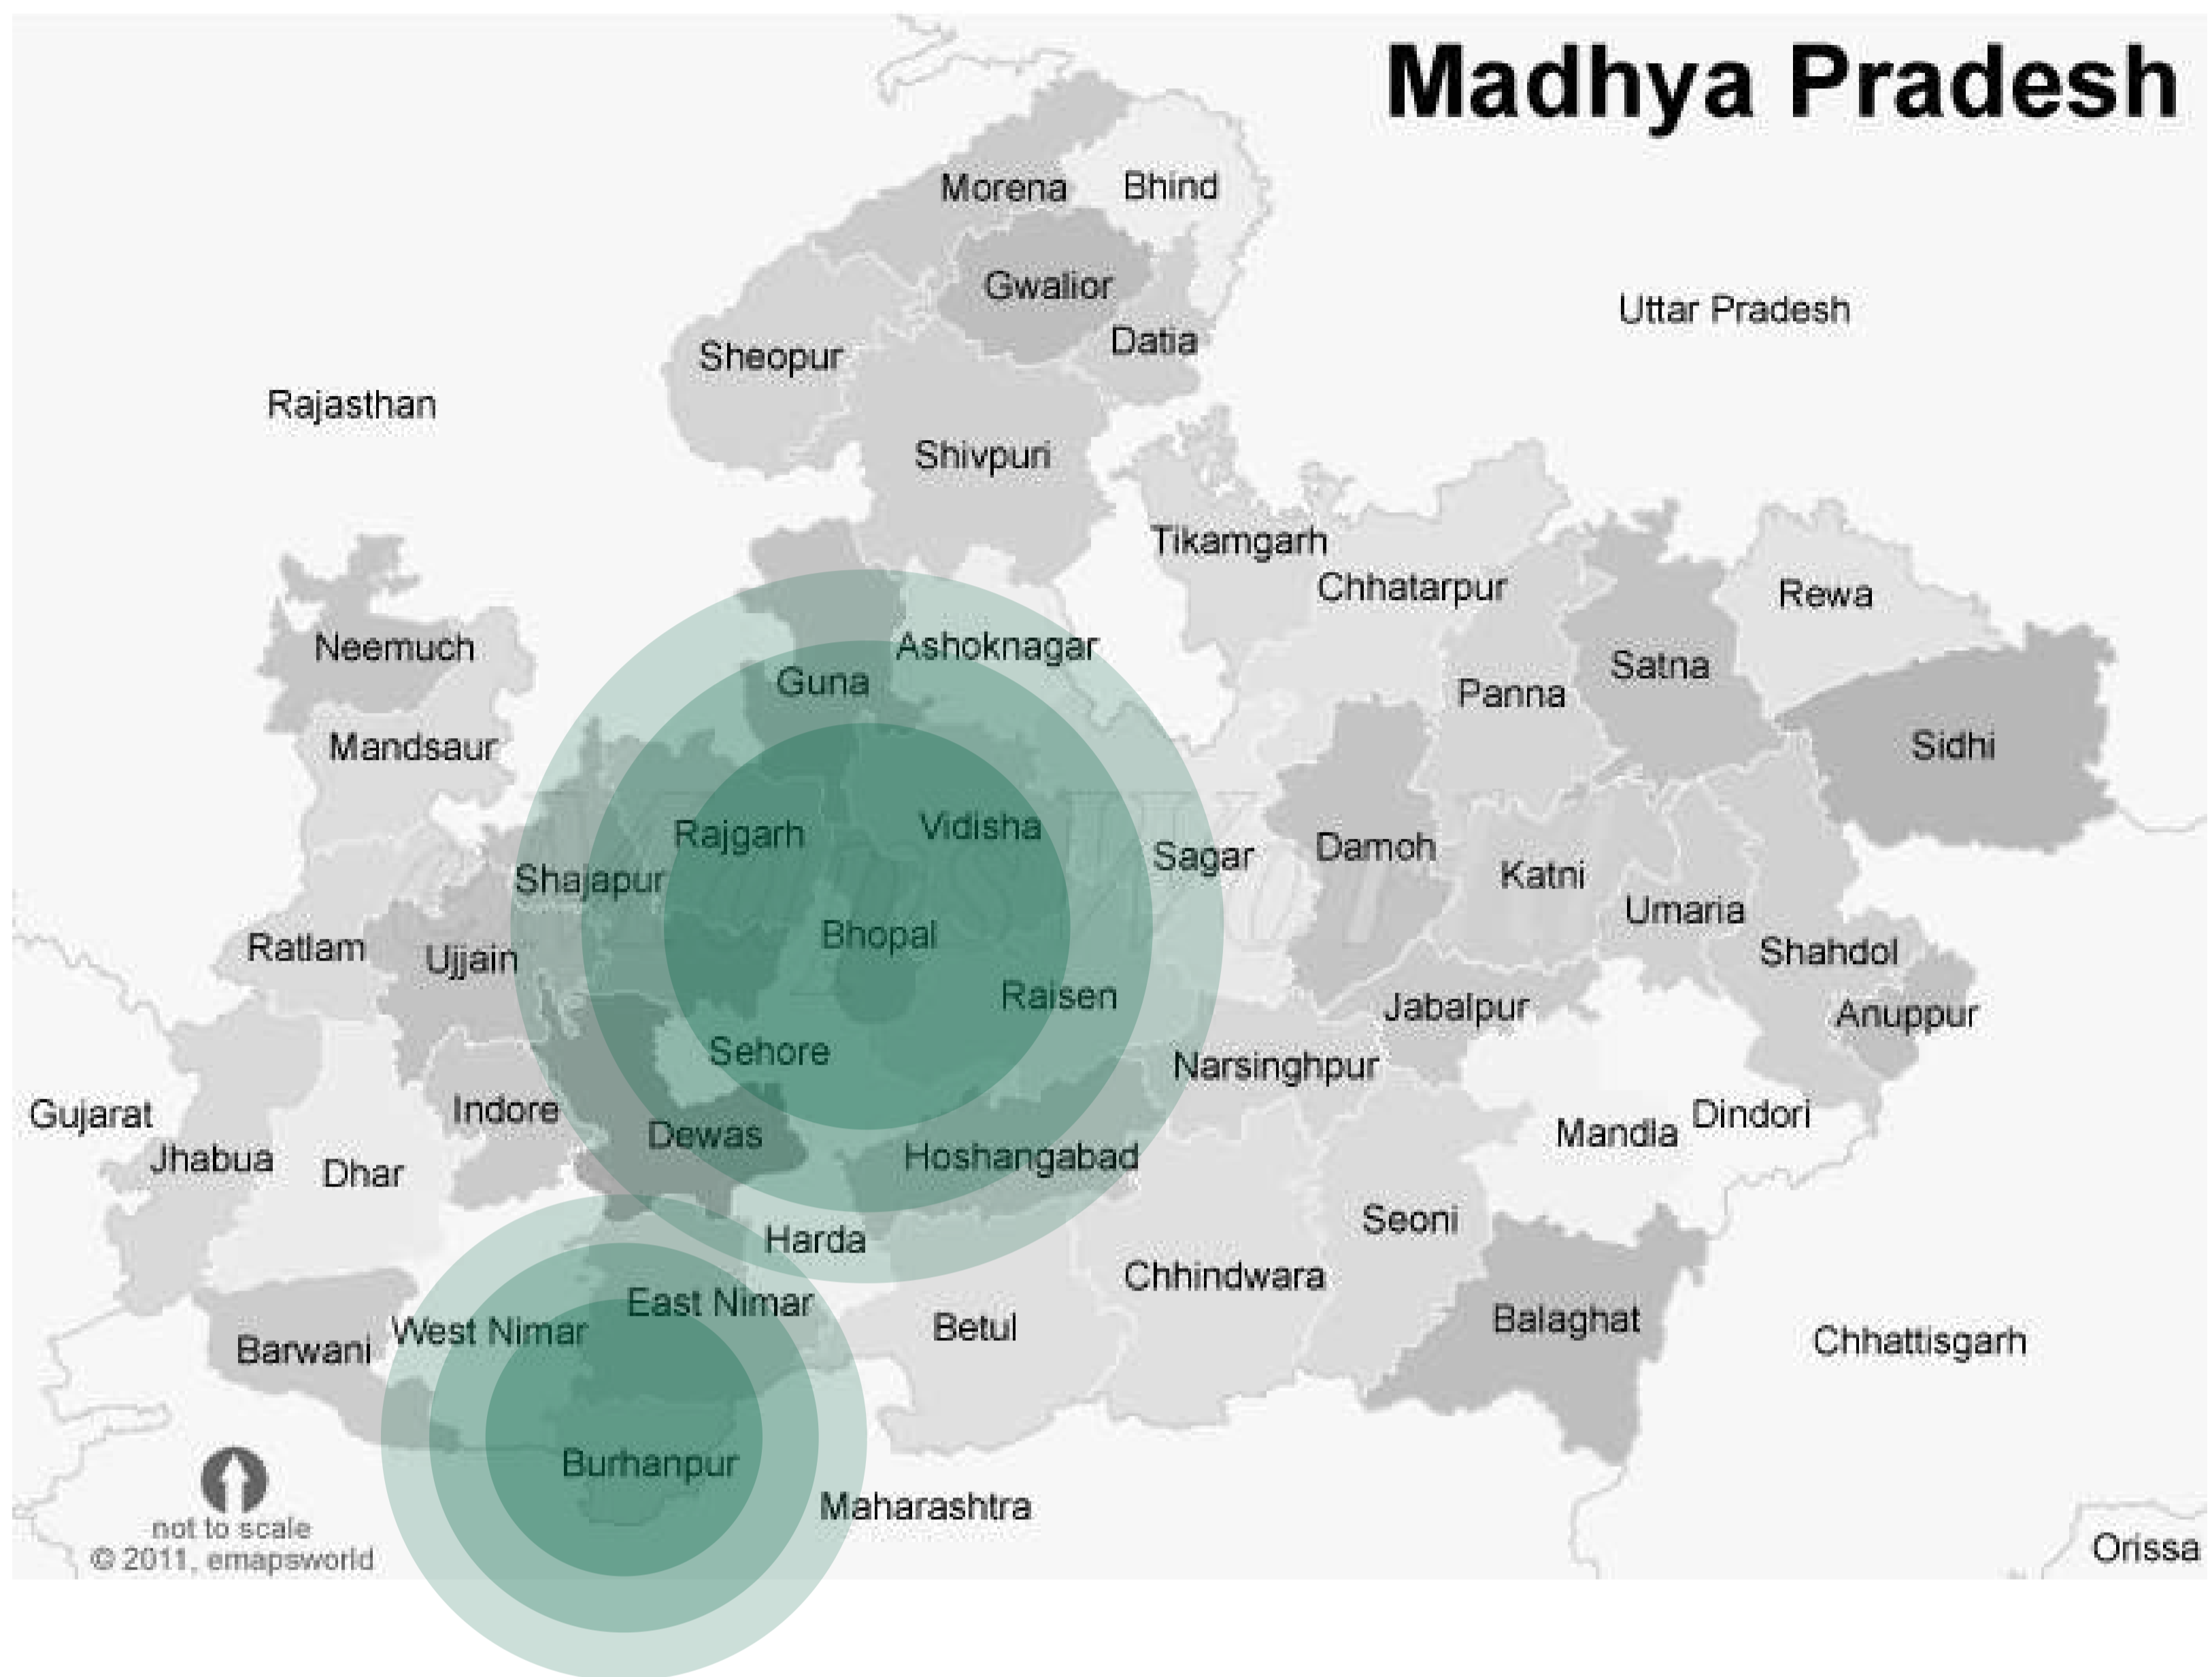 Madhya Pradesh
Morena
Bhind
Gwalior
Uttar Pradesh
Datia
Sheopur
Rajasthan
Shivpuri
Tikamgarh
Chhatarpur
Rewa
Neemuch
Ashoknagar
Satna
Guna
Panna
Mandsaur
Sidhi
Rajgarh
Vidisha
Sagar
Damoh
Katni
Shajapur
Umaria
Bhopal
Ratlam
Ujjain
Shahdol
Raisen
Jabalpur
Anuppur
Sehore
Narsinghpur
Gujarat
Indore
Dindori
Dewas
Mandla
Jhabua
Dhar
Hoshangabad
Seoni
Harda
Chhindwara
East Nimar
West Nimar
Betul
Balaghat
Barwani
Chhattisgarh
Burhanpur
Maharashtra
not to scale
© 2011, emapsworld
Orissa